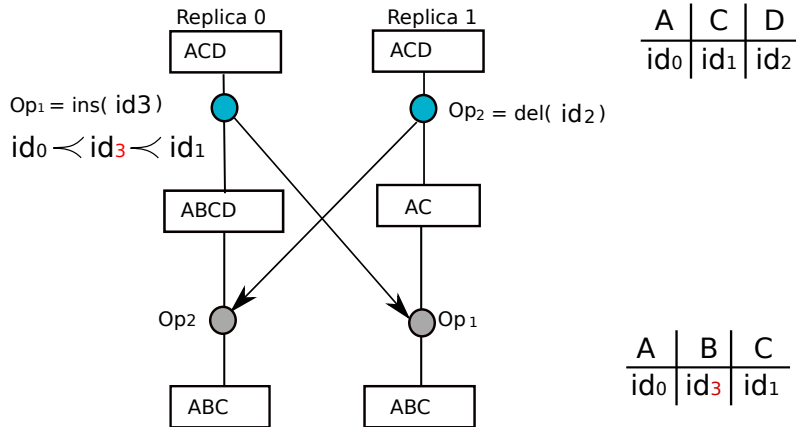 Replica 0
Replica 1
A C D
id0 id1 id2
ACD
ACD
Op1 = ins( id3 )
Op2 = del( id2 )
id0 ≺ id3 ≺ id1
ABCD
AC
Op2
Op1
A B C
id0 id3 id1
ABC
ABC